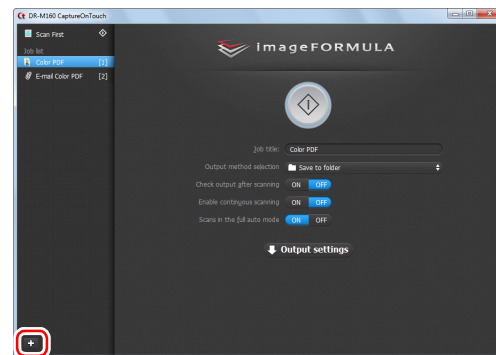 Ct DR-M160 CaptureOnTouch
Scan First
Job list
Color PDF [1]
E-mail Color PDF [2]
imageFORMULA
Job title: Color PDF
Output method selection Save to folder
Check output after scanning ON OFF
Enable continuous scanning ON OFF
Scans in the full auto mode ON OFF
Output settings
+